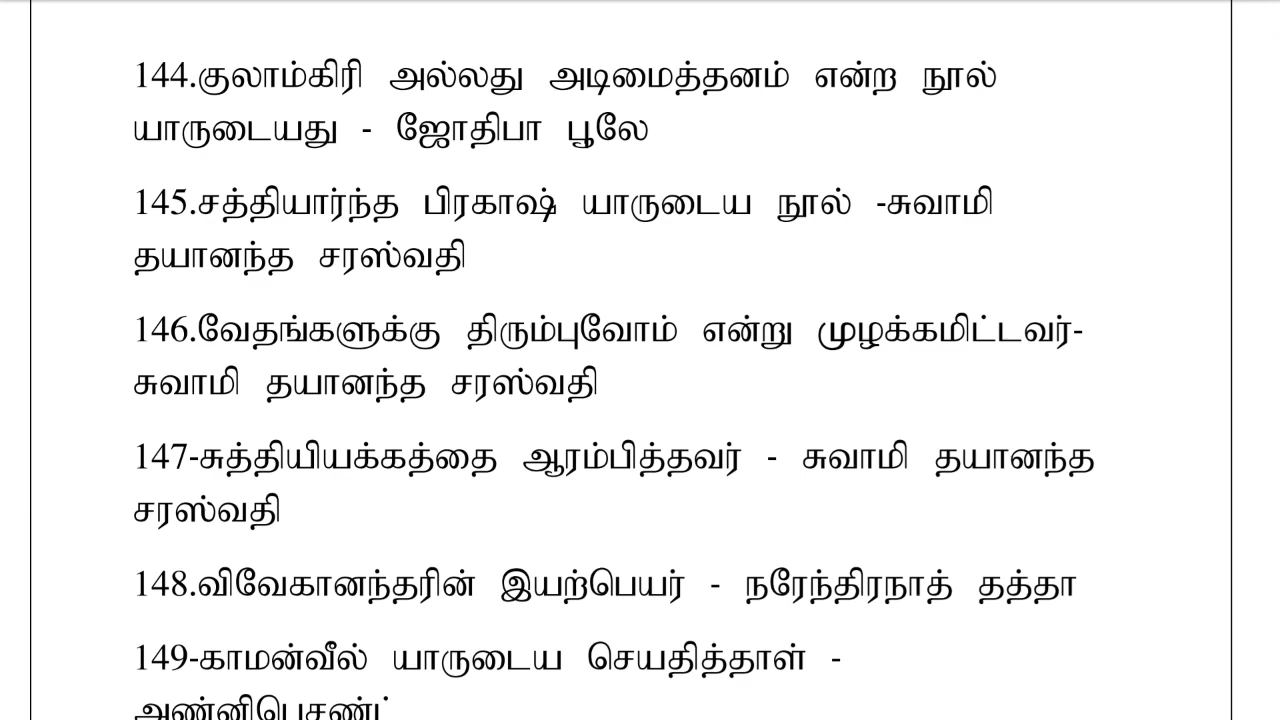 144.குலாம்கிரி அல்லது அடிமைத்தனம் என்ற நூல்
யாருடையது - ஜோதிபா பூலே
145.சத்தியார்ந்த பிரகாஷ் யாருடைய நூல் -சுவாமி
தயானந்த சரஸ்வதி
146.வேதங்களுக்கு திரும்புவோம் என்று முழக்கமிட்டவர்-
சுவாமி தயானந்த சரஸ்வதி
147-சுத்தியியக்கத்தை ஆரம்பித்தவர் - சுவாமி தயானந்த
சரஸ்வதி
148.விவேகானந்தரின் இயற்பெயர் - நரேந்திரநாத் தத்தா
149-காமன்வீல் யாருடைய செயதித்தாள் -
அண்னிபெசண்ட்